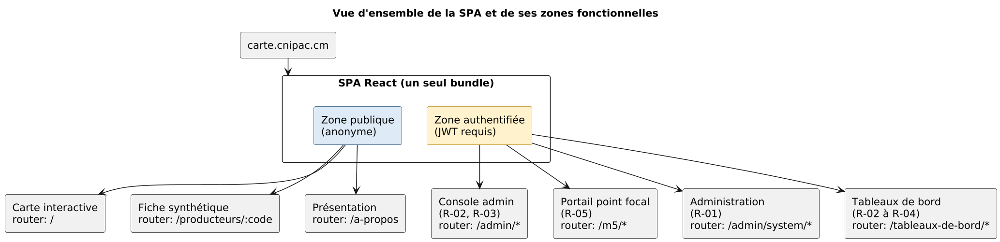 Vue d'ensemble de la SPA et de ses zones fonctionnelles
carte.cnipac.cm
SPA React (un seul bundle)
Zone publique
(anonyme)
Zone authentifiée
(JWT requis)
Carte interactive
router: /
Fiche synthétique
router: /producteurs/:code
Présentation
router: /a-propos
Console admin
(R-02, R-03)
router: /admin/*
Portail point focal
(R-05)
router: /m5/*
Administration
(R-01)
router: /admin/system/*
Tableaux de bord
(R-02 à R-04)
router: /tableaux-de-bord/*